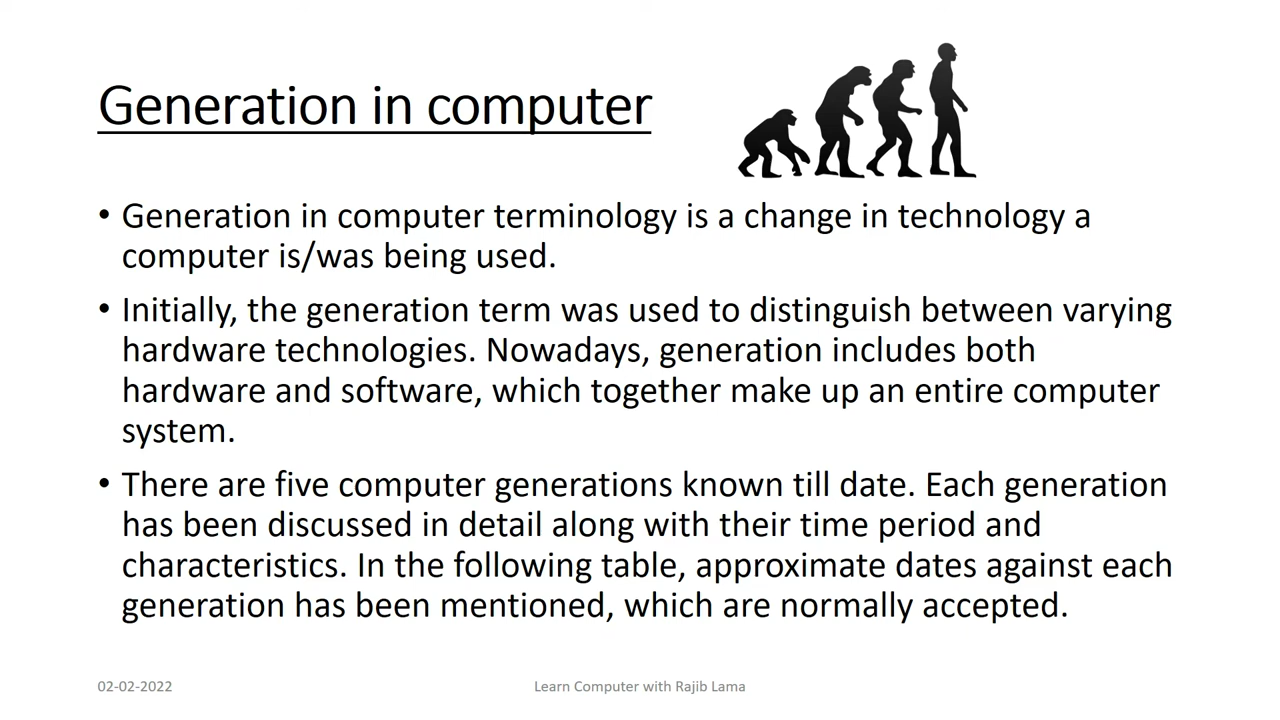 Generation in computer
• Generation in computer terminology is a change in technology a
computer is/was being used.
• Initially, the generation term was used to distinguish between varying
hardware technologies. Nowadays, generation includes both
hardware and software, which together make up an entire computer
system.
• There are five computer generations known till date. Each generation
has been discussed in detail along with their time period and
characteristics. In the following table, approximate dates against each
generation has been mentioned, which are normally accepted.
02-02-2022
Learn Computer with Rajib Lama